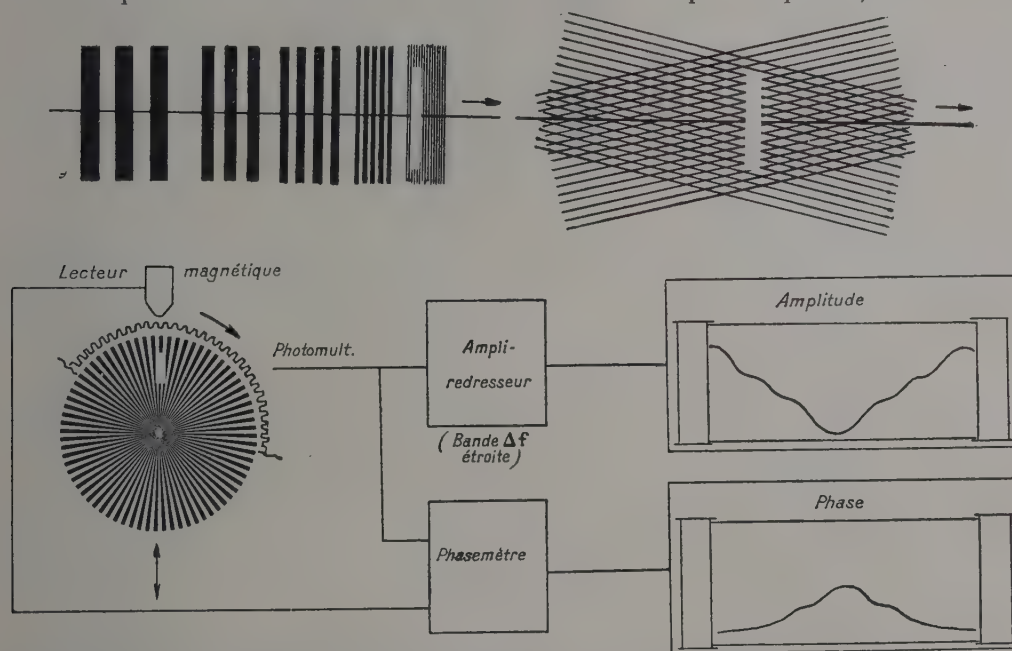 Lecteur magnétique
Photomult.
Ampli-
redresseur
( Bande Δf
étroite )
Amplitude
Phasemètre
Phase